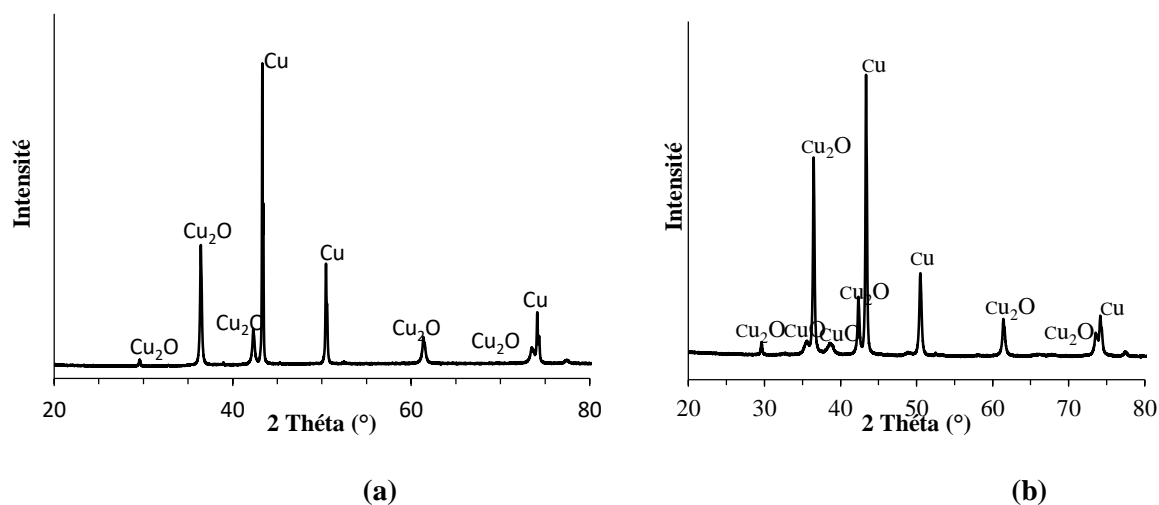 Cu
Cu₂O
Cu₂O
Cu₂O
Cu
Cu₂O
Cu₂O
Cu
Intensité
20 40 60 80
2 Théta (°)
(a)
Cu
Cu₂O
Cu₂O
CuO
CuO
Cu₂O
Cu
Cu₂O
Cu₂O
Cu
Intensité
20 30 40 50 60 70 80
2 Théta (°)
(b)